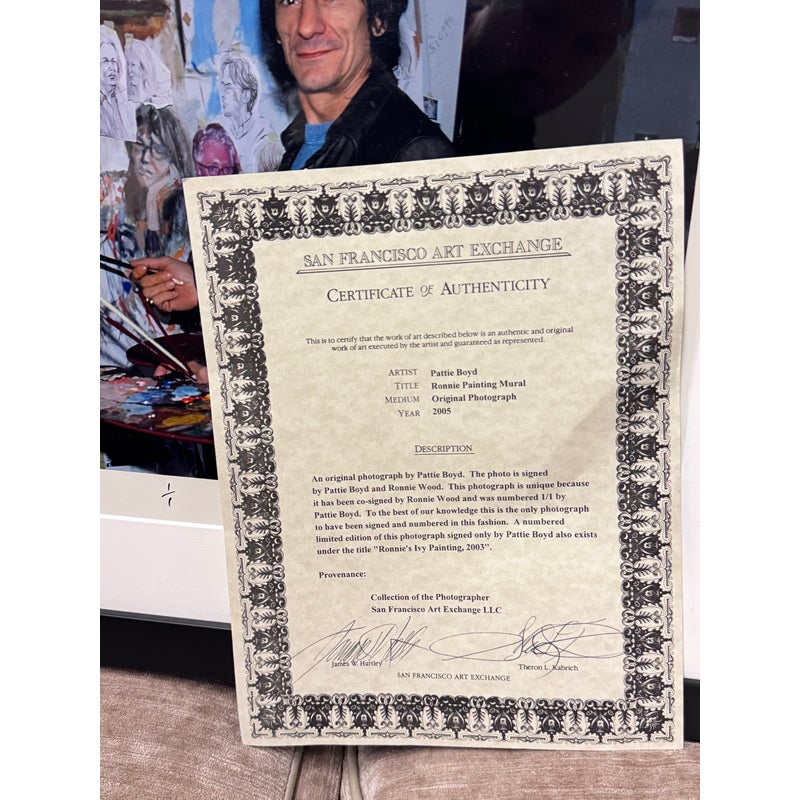 SAN FRANCISCO ART EXCHANGE
CERTIFICATE OF AUTHENTICITY
This is to certify that the work of art described below is an authentic and original
work of art executed by the artist and guaranteed as represented.
ARTIST Pattie Boyd
TITLE Ronnie Painting Mural
MEDIUM Original Photograph
YEAR 2005
DESCRIPTION
An original photograph by Pattie Boyd. The photo is signed
by Pattie Boyd and Ronnie Wood. This photograph is unique because
it has been co-signed by Ronnie Wood and was numbered 1/1 by
Pattie Boyd. To the best of our knowledge this is the only photograph
to have been signed and numbered in this fashion. A numbered
limited edition of this photograph signed only by Pattie Boyd also exists
under the title "Ronnie's Ivy Painting, 2003".
Provenance:
Collection of the Photographer
San Francisco Art Exchange LLC
James W. Hartley Theron L. Kabrich
SAN FRANCISCO ART EXCHANGE
1/1